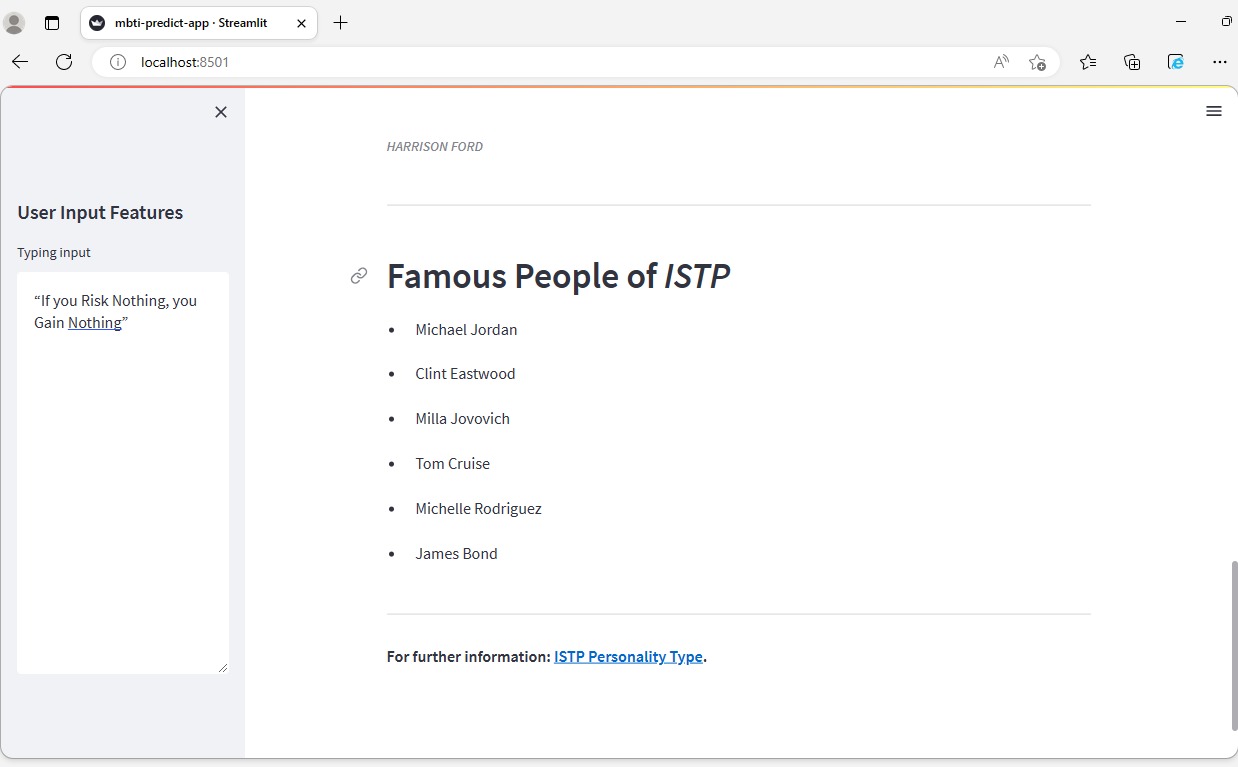 mbti-predict-app · Streamlit
localhost:8501
HARRISON FORD
User Input Features
Typing input
“If you Risk Nothing, you
Gain Nothing”
Famous People of ISTP
• Michael Jordan
• Clint Eastwood
• Milla Jovovich
• Tom Cruise
• Michelle Rodriguez
• James Bond
For further information: ISTP Personality Type.